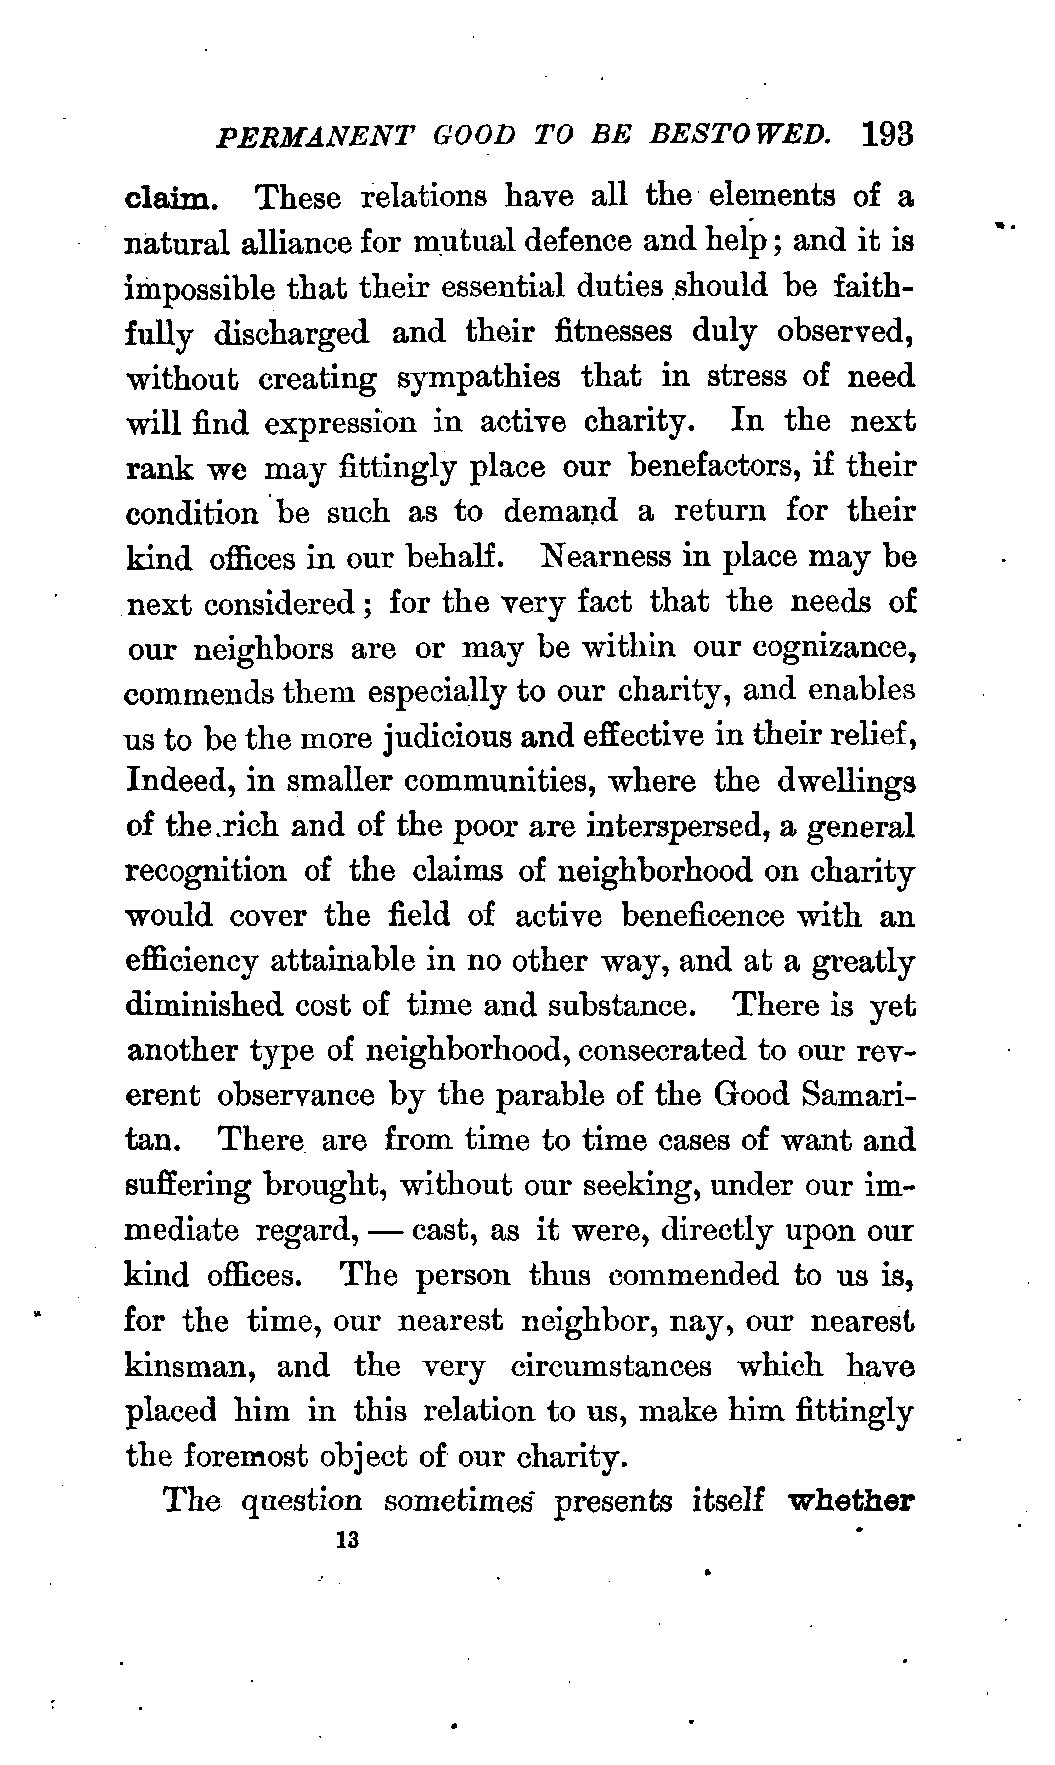 PERMANENT GOOD TO BE BESTOWED. 193
claim. These relations have all the elements of a
natural alliance for mutual defence and help; and it is
impossible that their essential duties should be faith-
fully discharged and their fitnesses duly observed,
without creating sympathies that in stress of need
will find expression in active charity. In the next
rank we may fittingly place our benefactors, if their
condition be such as to demand a return for their
kind offices in our behalf. Nearness in place may be
next considered; for the very fact that the needs of
our neighbors are or may be within our cognizance,
commends them especially to our charity, and enables
us to be the more judicious and effective in their relief,
Indeed, in smaller communities, where the dwellings
of the rich and of the poor are interspersed, a general
recognition of the claims of neighborhood on charity
would cover the field of active beneficence with an
efficiency attainable in no other way, and at a greatly
diminished cost of time and substance. There is yet
another type of neighborhood, consecrated to our rev-
erent observance by the parable of the Good Samari-
tan. There are from time to time cases of want and
suffering brought, without our seeking, under our im-
mediate regard, — cast, as it were, directly upon our
kind offices. The person thus commended to us is,
for the time, our nearest neighbor, nay, our nearest
kinsman, and the very circumstances which have
placed him in this relation to us, make him fittingly
the foremost object of our charity.
The question sometimes presents itself whether
13